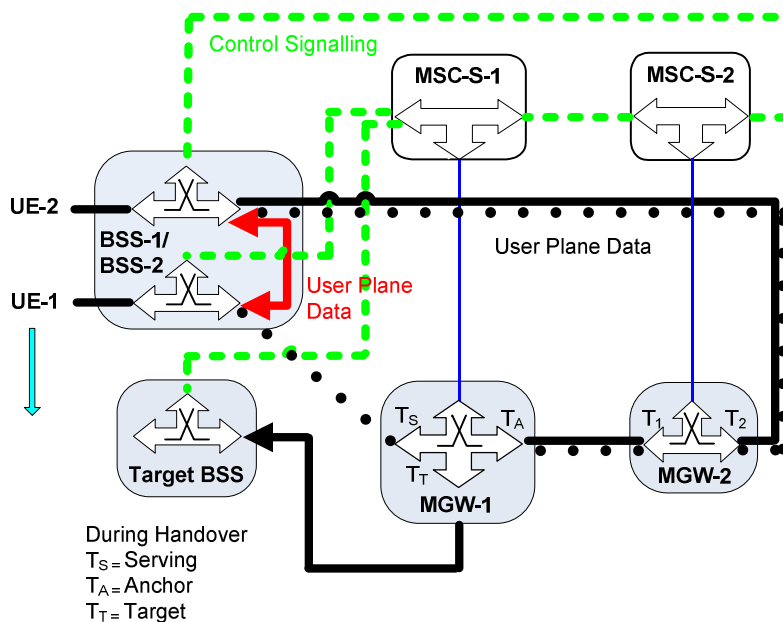 Control Signalling
MSC-S-1
MSC-S-2
UE-2
BSS-1/
BSS-2
User Plane Data
UE-1
User Plane
Data
TS
TA
TT
MGW-1
T1
T2
MGW-2
Target BSS
During Handover
TS = Serving
TA = Anchor
TT = Target